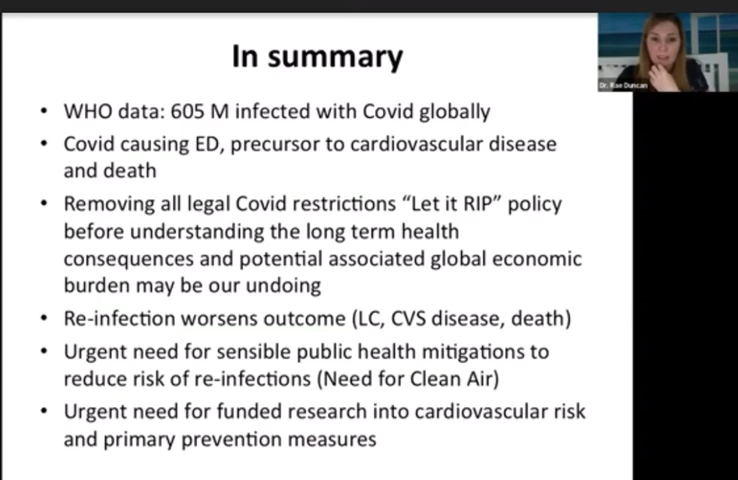 In summary
Dr. Rae Duncan
• WHO data: 605 M infected with Covid globally
• Covid causing ED, precursor to cardiovascular disease
and death
• Removing all legal Covid restrictions “Let it RIP” policy
before understanding the long term health
consequences and potential associated global economic
burden may be our undoing
• Re-infection worsens outcome (LC, CVS disease, death)
• Urgent need for sensible public health mitigations to
reduce risk of re-infections (Need for Clean Air)
• Urgent need for funded research into cardiovascular risk
and primary prevention measures